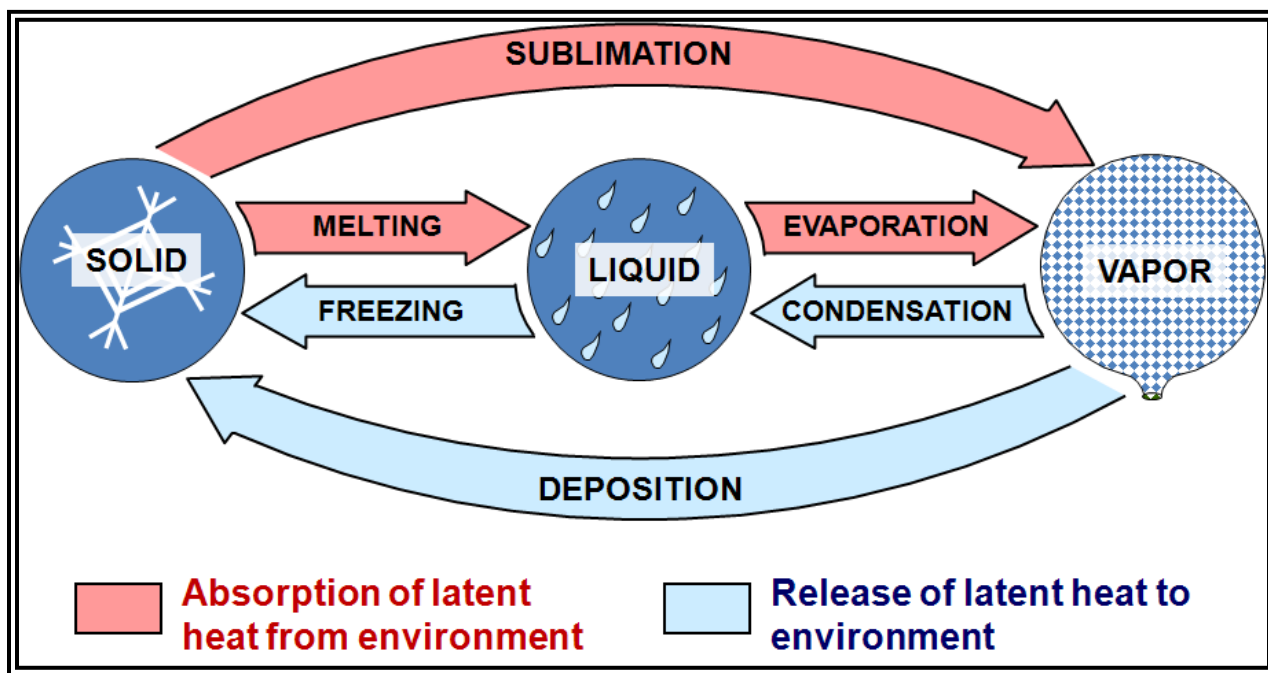 SUBLIMATION
MELTING
EVAPORATION
SOLID
LIQUID
VAPOR
FREEZING
CONDENSATION
DEPOSITION
Absorption of latent
heat from environment
Release of latent heat to
environment